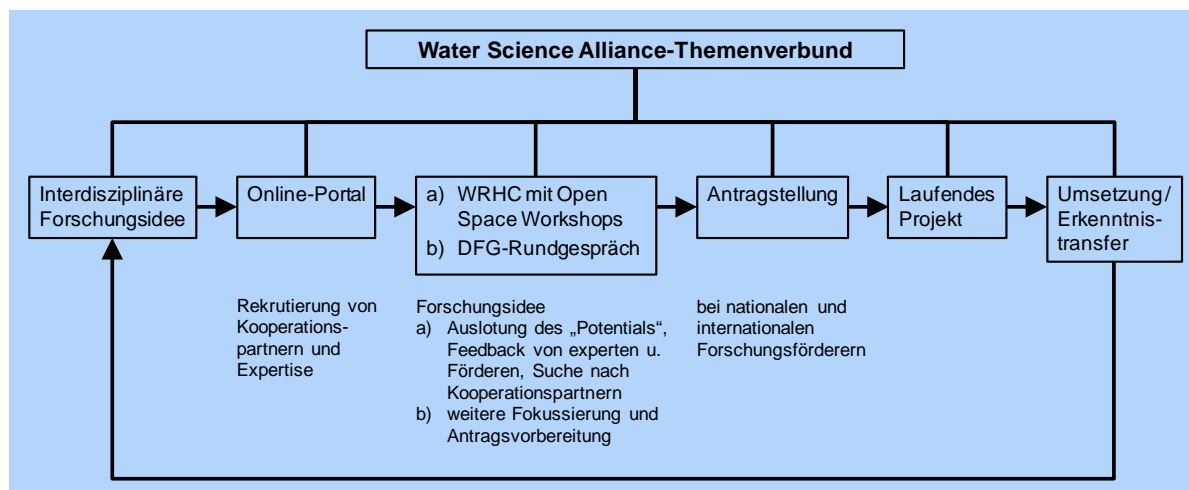 Water Science Alliance-Themenverbund
Interdisziplinäre
Forschungsidee
Online-Portal
a) WRHC mit Open
Space Workshops
b) DFG-Rundgespräch
Antragstellung
Laufendes
Projekt
Umsetzung/
Erkenntnis-
transfer
Rekrutierung von
Kooperations-
partnern und
Expertise
Forschungsidee
a) Auslotung des „Potentials“,
Feedback von experten u.
Förderen, Suche nach
Kooperationspartnern
b) weitere Fokussierung und
Antragsvorbereitung
bei nationalen und
internationalen
Forschungsförderern